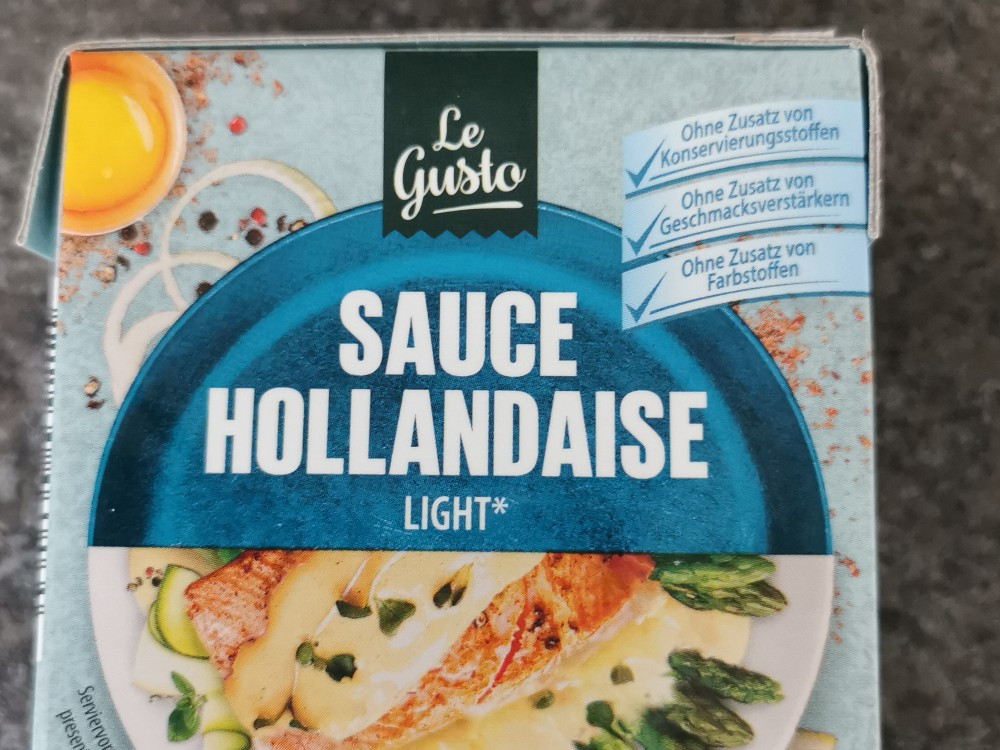 Le
Gusto
Ohne Zusatz von
Konservierungsstoffen
Ohne Zusatz von
Geschmacksverstärkern
Ohne Zusatz von
Farbstoffen
SAUCE
HOLLANDAISE
LIGHT*